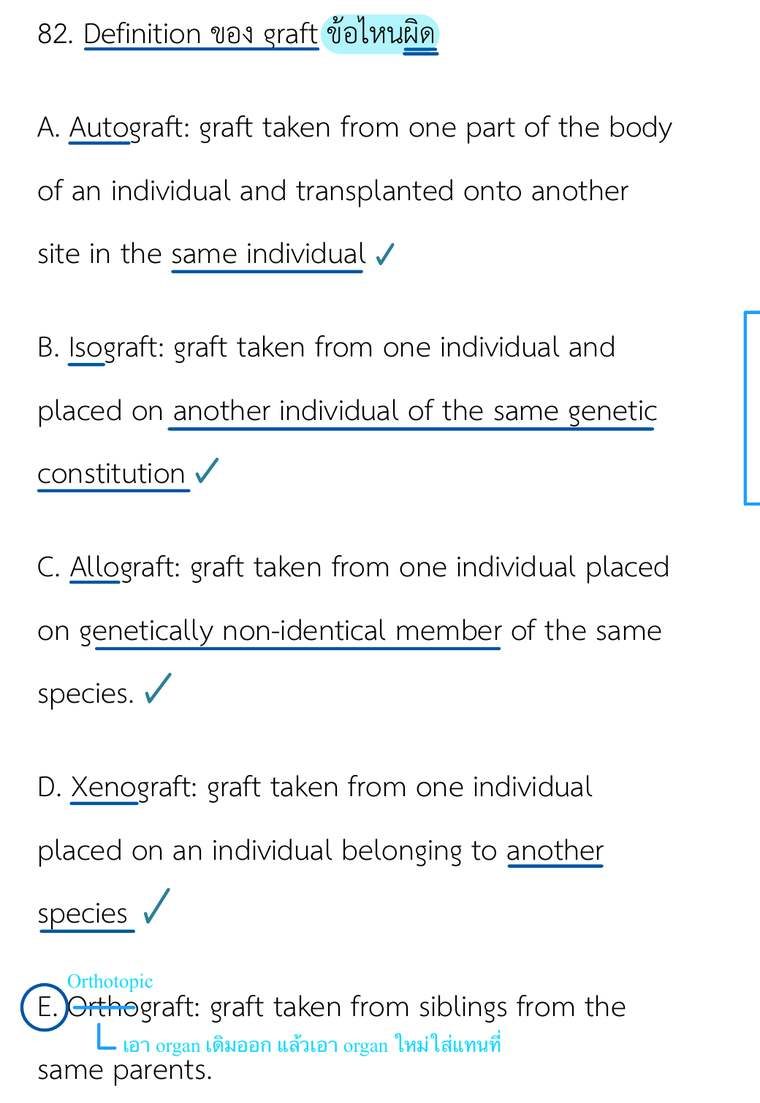 82. Definition ของ graft ข้อไหนผิด
A. Autograft: graft taken from one part of the body
of an individual and transplanted onto another
site in the same individual ✓
B. Isograft: graft taken from one individual and
placed on another individual of the same genetic
constitution ✓
C. Allograft: graft taken from one individual placed
on genetically non-identical member of the same
species. ✓
D. Xenograft: graft taken from one individual
placed on an individual belonging to another
species ✓
Orthotopic
E. Orthograft: graft taken from siblings from the
เอา organ เดิมออก แล้วเอา organ ใหม่ใส่แทนที่
same parents.